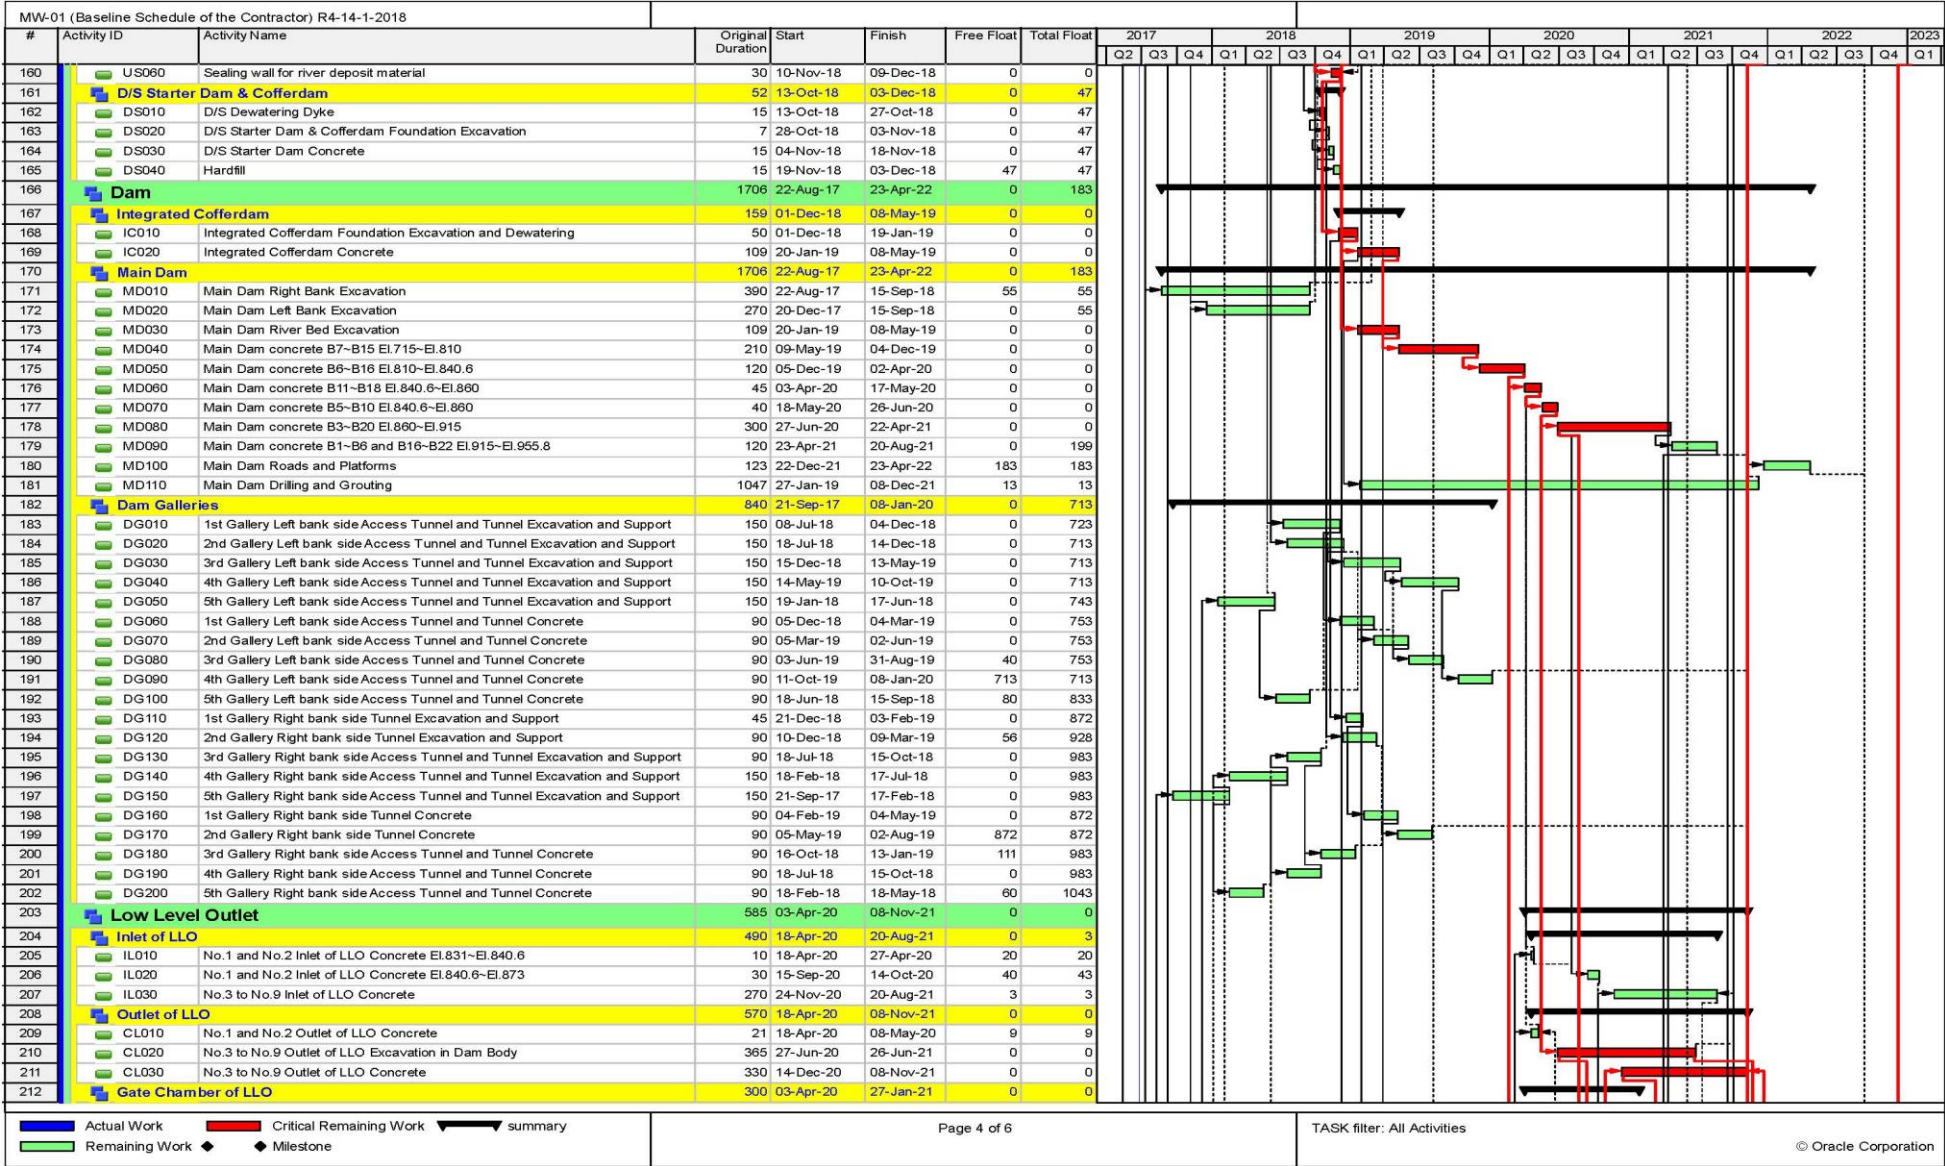 MW-01 (Baseline Schedule of the Contractor) R4-14-1-2018
# Activity ID Activity Name Original Duration Start Finish Free Float Total Float 2017 2018 2019 2020 2021 2022 2023
Q2 Q3 Q4 Q1 Q2 Q3 Q4 Q1 Q2 Q3 Q4 Q1 Q2 Q3 Q4 Q1 Q2 Q3 Q4 Q1 Q2 Q3 Q4 Q1
160 US060 Sealing wall for river deposit material 30 10-Nov-18 09-Dec-18 0 0
161 D/S Starter Dam & Cofferdam 52 13-Oct-18 03-Dec-18 0 47
162 DS010 D/S Dewatering Dyke 15 13-Oct-18 27-Oct-18 0 47
163 DS020 D/S Starter Dam & Cofferdam Foundation Excavation 7 28-Oct-18 03-Nov-18 0 47
164 DS030 D/S Starter Dam Concrete 15 04-Nov-18 18-Nov-18 0 47
165 DS040 Hardfill 15 19-Nov-18 03-Dec-18 47 47
166 Dam 1706 22-Aug-17 23-Apr-22 0 183
167 Integrated Cofferdam 159 01-Dec-18 08-May-19 0 0
168 IC010 Integrated Cofferdam Foundation Excavation and Dewatering 50 01-Dec-18 19-Jan-19 0 0
169 IC020 Integrated Cofferdam Concrete 109 20-Jan-19 08-May-19 0 0
170 Main Dam 1706 22-Aug-17 23-Apr-22 0 183
171 MD010 Main Dam Right Bank Excavation 390 22-Aug-17 15-Sep-18 55 55
172 MD020 Main Dam Left Bank Excavation 270 20-Dec-17 15-Sep-18 0 55
173 MD030 Main Dam River Bed Excavation 109 20-Jan-19 08-May-19 0 0
174 MD040 Main Dam concrete B7~B15 El.715~El.810 210 09-May-19 04-Dec-19 0 0
175 MD050 Main Dam concrete B6~B16 El.810~El.840.6 120 05-Dec-19 02-Apr-20 0 0
176 MD060 Main Dam concrete B11~B18 El.840.6~El.860 45 03-Apr-20 17-May-20 0 0
177 MD070 Main Dam concrete B5~B10 El.840.6~El.860 40 18-May-20 26-Jun-20 0 0
178 MD080 Main Dam concrete B3~B20 El.860~El.915 300 27-Jun-20 22-Apr-21 0 0
179 MD090 Main Dam concrete B1~B6 and B16~B22 El.915~El.955.8 120 23-Apr-21 20-Aug-21 0 199
180 MD100 Main Dam Roads and Platforms 123 22-Dec-21 23-Apr-22 183 183
181 MD110 Main Dam Drilling and Grouting 1047 27-Jan-19 08-Dec-21 13 13
182 Dam Galleries 840 21-Sep-17 08-Jan-20 0 713
183 DG010 1st Gallery Left bank side Access Tunnel and Tunnel Excavation and Support 150 08-Jul-18 04-Dec-18 0 723
184 DG020 2nd Gallery Left bank side Access Tunnel and Tunnel Excavation and Support 150 18-Jul-18 14-Dec-18 0 713
185 DG030 3rd Gallery Left bank side Access Tunnel and Tunnel Excavation and Support 150 15-Dec-18 13-May-19 0 713
186 DG040 4th Gallery Left bank side Access Tunnel and Tunnel Excavation and Support 150 14-May-19 10-Oct-19 0 713
187 DG050 5th Gallery Left bank side Access Tunnel and Tunnel Excavation and Support 150 19-Jan-18 17-Jun-18 0 743
188 DG060 1st Gallery Left bank side Access Tunnel and Tunnel Concrete 90 05-Dec-18 04-Mar-19 0 753
189 DG070 2nd Gallery Left bank side Access Tunnel and Tunnel Concrete 90 05-Mar-19 02-Jun-19 0 753
190 DG080 3rd Gallery Left bank side Access Tunnel and Tunnel Concrete 90 03-Jun-19 31-Aug-19 40 753
191 DG090 4th Gallery Left bank side Access Tunnel and Tunnel Concrete 90 11-Oct-19 08-Jan-20 713 713
192 DG100 5th Gallery Left bank side Access Tunnel and Tunnel Concrete 90 18-Jun-18 15-Sep-18 80 833
193 DG110 1st Gallery Right bank side Tunnel Excavation and Support 45 21-Dec-18 03-Feb-19 0 872
194 DG120 2nd Gallery Right bank side Tunnel Excavation and Support 90 10-Dec-18 09-Mar-19 56 928
195 DG130 3rd Gallery Right bank side Access Tunnel and Tunnel Excavation and Support 90 18-Jul-18 15-Oct-18 0 983
196 DG140 4th Gallery Right bank side Access Tunnel and Tunnel Excavation and Support 150 18-Feb-18 17-Jul-18 0 983
197 DG150 5th Gallery Right bank side Access Tunnel and Tunnel Excavation and Support 150 21-Sep-17 17-Feb-18 0 983
198 DG160 1st Gallery Right bank side Tunnel Concrete 90 04-Feb-19 04-May-19 0 872
199 DG170 2nd Gallery Right bank side Tunnel Concrete 90 05-May-19 02-Aug-19 872 872
200 DG180 3rd Gallery Right bank side Access Tunnel and Tunnel Concrete 90 16-Oct-18 13-Jan-19 111 983
201 DG190 4th Gallery Right bank side Access Tunnel and Tunnel Concrete 90 18-Jul-18 15-Oct-18 0 983
202 DG200 5th Gallery Right bank side Access Tunnel and Tunnel Concrete 90 18-Feb-18 18-May-18 60 1043
203 Low Level Outlet 585 03-Apr-20 08-Nov-21 0 0
204 Inlet of LLO 490 18-Apr-20 20-Aug-21 0 3
205 IL010 No.1 and No.2 Inlet of LLO Concrete El.831~El.840.6 10 18-Apr-20 27-Apr-20 20 20
206 IL020 No.1 and No.2 Inlet of LLO Concrete El.840.6~El.873 30 15-Sep-20 14-Oct-20 40 43
207 IL030 No.3 to No.9 Inlet of LLO Concrete 270 24-Nov-20 20-Aug-21 3 3
208 Outlet of LLO 570 18-Apr-20 08-Nov-21 0 0
209 CL010 No.1 and No.2 Outlet of LLO Concrete 21 18-Apr-20 08-May-20 9 9
210 CL020 No.3 to No.9 Outlet of LLO Excavation in Dam Body 365 27-Jun-20 26-Jun-21 0 0
211 CL030 No.3 to No.9 Outlet of LLO Concrete 330 14-Dec-20 08-Nov-21 0 0
212 Gate Chamber of LLO 300 03-Apr-20 27-Jan-21 0 0
Actual Work Critical Remaining Work summary
Remaining Work Milestone
Page 4 of 6
TASK filter: All Activities
© Oracle Corporation